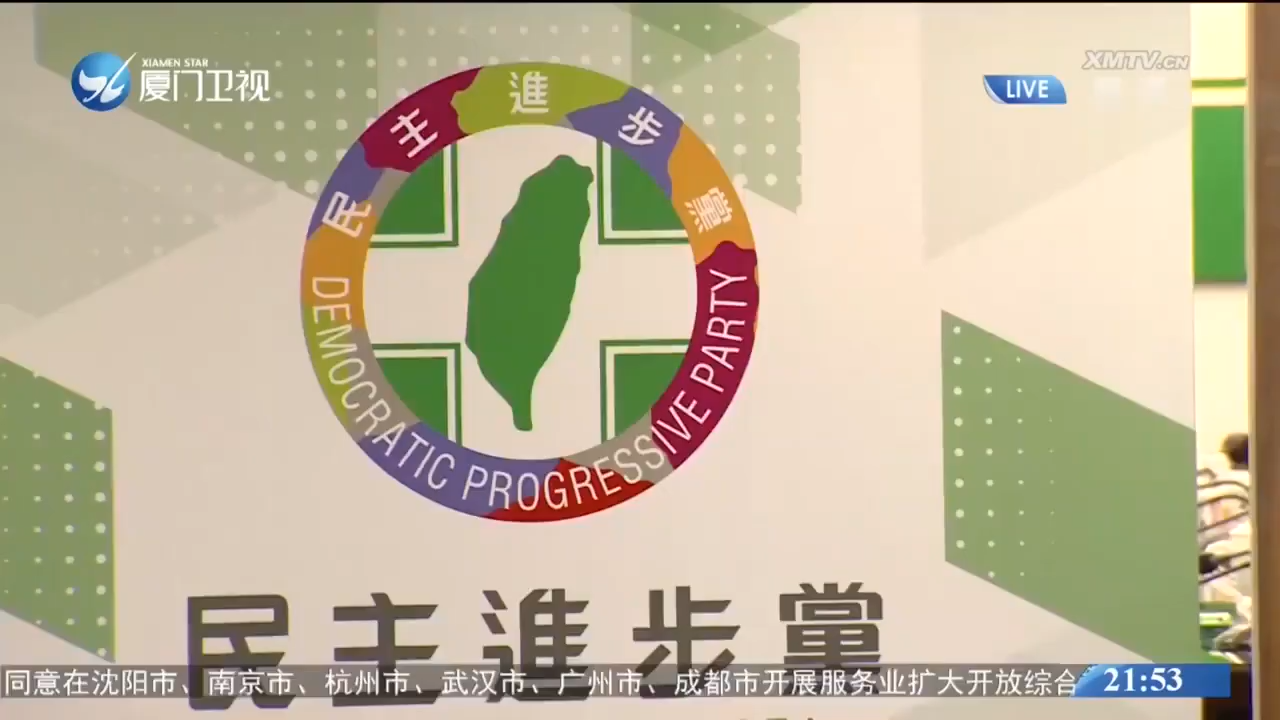 XIAMEN STAR
厦门卫视
XMTV.CN
LIVE
民主進步黨
DEMOCRATIC PROGRESSIVE PARTY
民主進步黨
同意在沈阳市、南京市、杭州市、武汉市、广州市、成都市开展服务业扩大开放综合
21:53